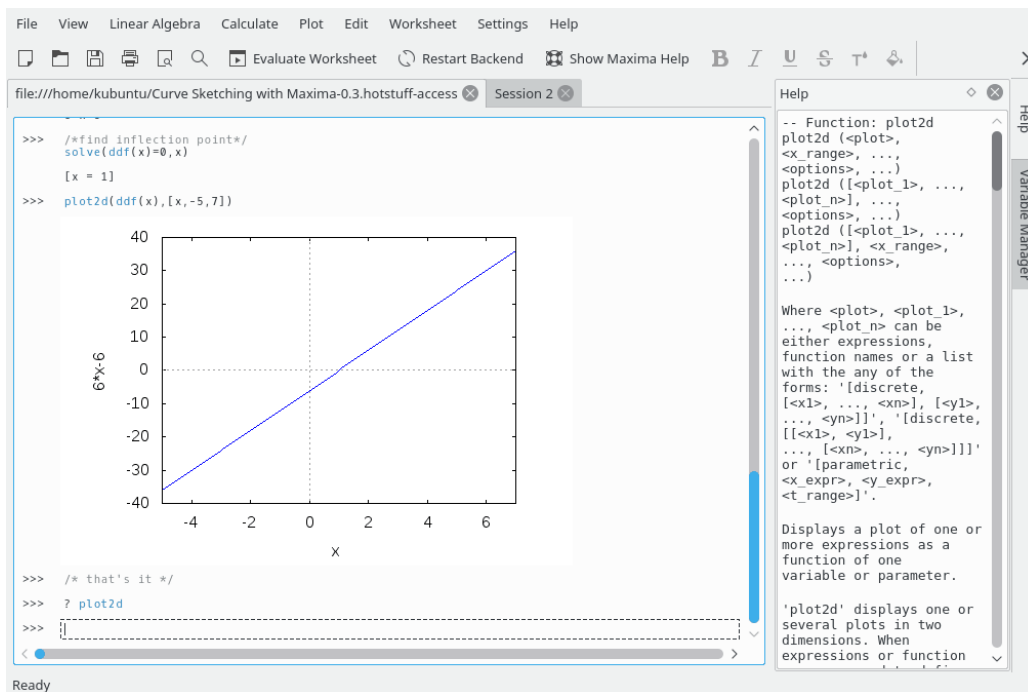 File View Linear Algebra Calculate Plot Edit Worksheet Settings Help
Evaluate Worksheet Restart Backend Show Maxima Help B I U S T
file:///home/kubuntu/Curve Sketching with Maxima-0.3.hotstuff-access Session 2
>>> /*find inflection point*/
solve(ddf(x)=0,x)
[x = 1]
>>> plot2d(ddf(x),[x,-5,7])
40
30
20
10
0
-10
-20
-30
-40
6*x-6
-4 -2 0 2 4 6
x
>>> /* that's it */
>>> ? plot2d
>>>
Help
-- Function: plot2d
plot2d (<plot>,
<x_range>, ...,
<options>, ...)
plot2d ([<plot_1>, ...,
<plot_n>], ...,
<options>, ...)
plot2d ([<plot_1>, ...,
<plot_n>], <x_range>,
..., <options>,
...)
Where <plot>, <plot_1>,
..., <plot_n> can be
either expressions,
function names or a list
with the any of the
forms: '[discrete,
[<x1>, ..., <xn>], [<y1>,
..., <yn>]]', '[discrete,
[[<x1>, <y1>],
..., [<xn>, ..., <yn>]]]'
or '[parametric,
<x_expr>, <y_expr>,
<t_range>]'.
Displays a plot of one or
more expressions as a
function of one
variable or parameter.
'plot2d' displays one or
several plots in two
dimensions. When
expressions or function
Help
Variable Manager
Ready